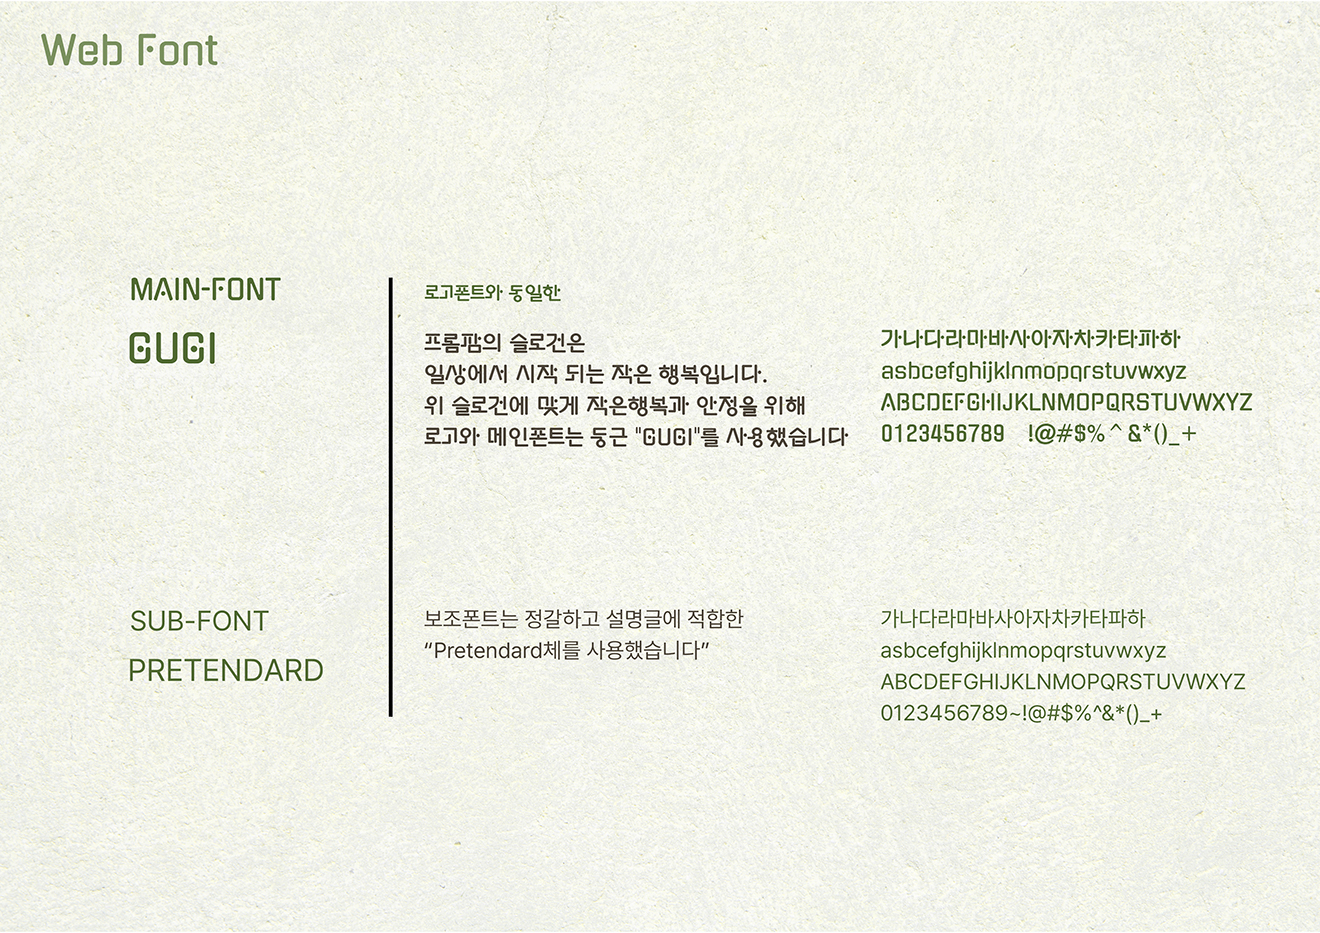 Web Font
MAIN-FONT
GUGI
로고폰트와 동일한
프롬팜의 슬로건은
일상에서 시작 되는 작은 행복입니다.
위 슬로건에 맞게 작은행복과 안정을 위해
로고와 메인폰트는 둥근 "GUGI"를 사용했습니다
가나다라마바사아자차카타파하
asbcefghijklnmopqrstuvwxyz
ABCDEFGHIJKLNMOPQRSTUVWXYZ
0123456789 !@#$%^&*()_+
SUB-FONT
PRETENDARD
보조폰트는 정갈하고 설명글에 적합한
“Pretendard체를 사용했습니다”
가나다라마바사아자차카타파하
asbcefghijklnmopqrstuvwxyz
ABCDEFGHIJKLNMOPQRSTUVWXYZ
0123456789~!@#$%^&*()_+